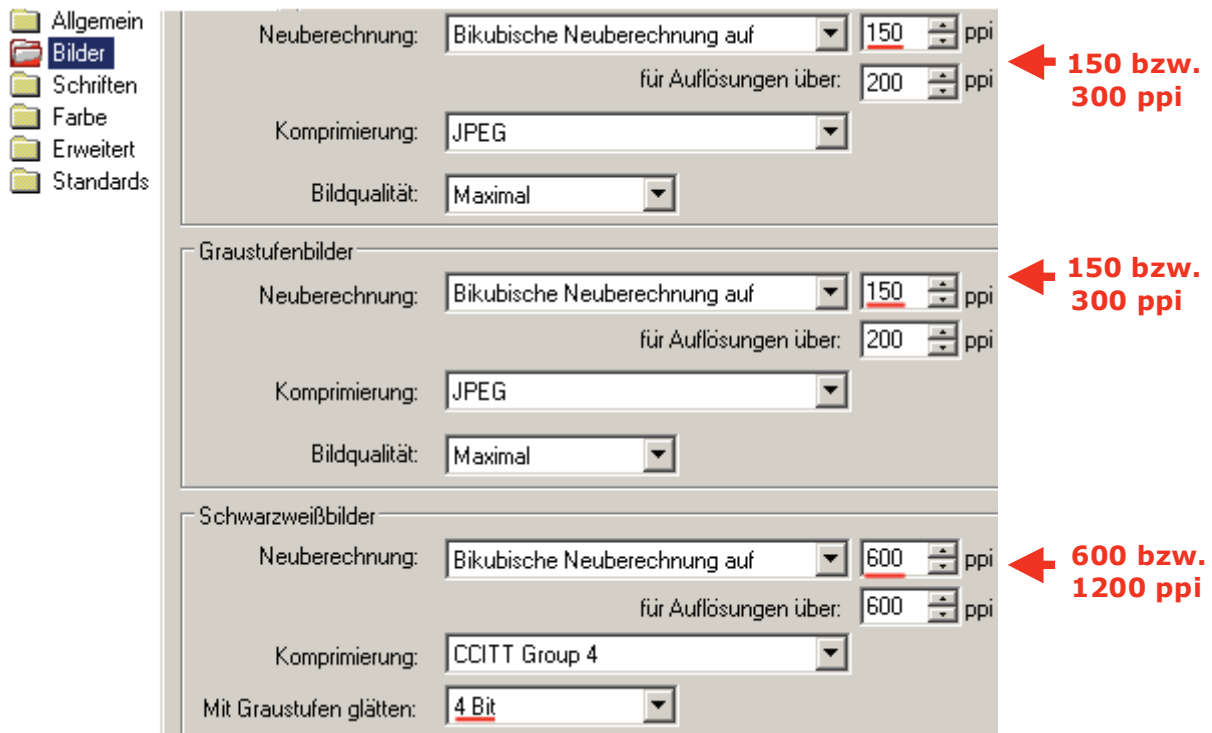 Allgemein
Bilder
Schriften
Farbe
Erweitert
Standards
Neuberechnung: Bikubische Neuberechnung auf 150 ppi
für Auflösungen über: 200 ppi
150 bzw.
300 ppi
Komprimierung: JPEG
Bildqualität: Maximal
Graustufenbilder
Neuberechnung: Bikubische Neuberechnung auf 150 ppi
für Auflösungen über: 200 ppi
150 bzw.
300 ppi
Komprimierung: JPEG
Bildqualität: Maximal
Schwarzweißbilder
Neuberechnung: Bikubische Neuberechnung auf 600 ppi
für Auflösungen über: 600 ppi
600 bzw.
1200 ppi
Komprimierung: CCITT Group 4
Mit Graustufen glätten: 4 Bit